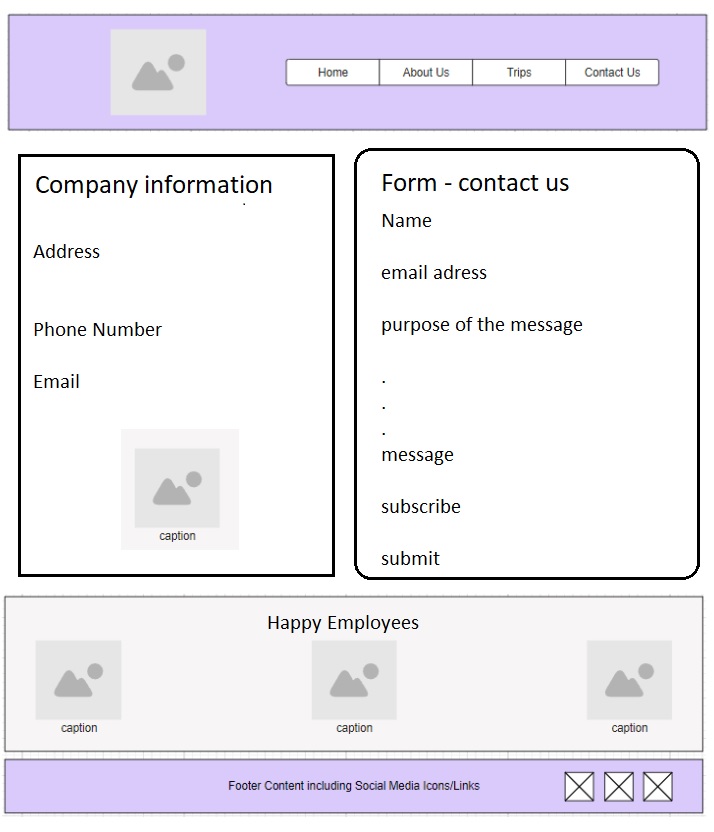 Home About Us Trips Contact Us
Company information
.
Address
Phone Number
Email
caption
Form - contact us
Name
email adress
purpose of the message
.
.
.
message
subscribe
submit
Happy Employees
caption caption caption
Footer Content including Social Media Icons/Links